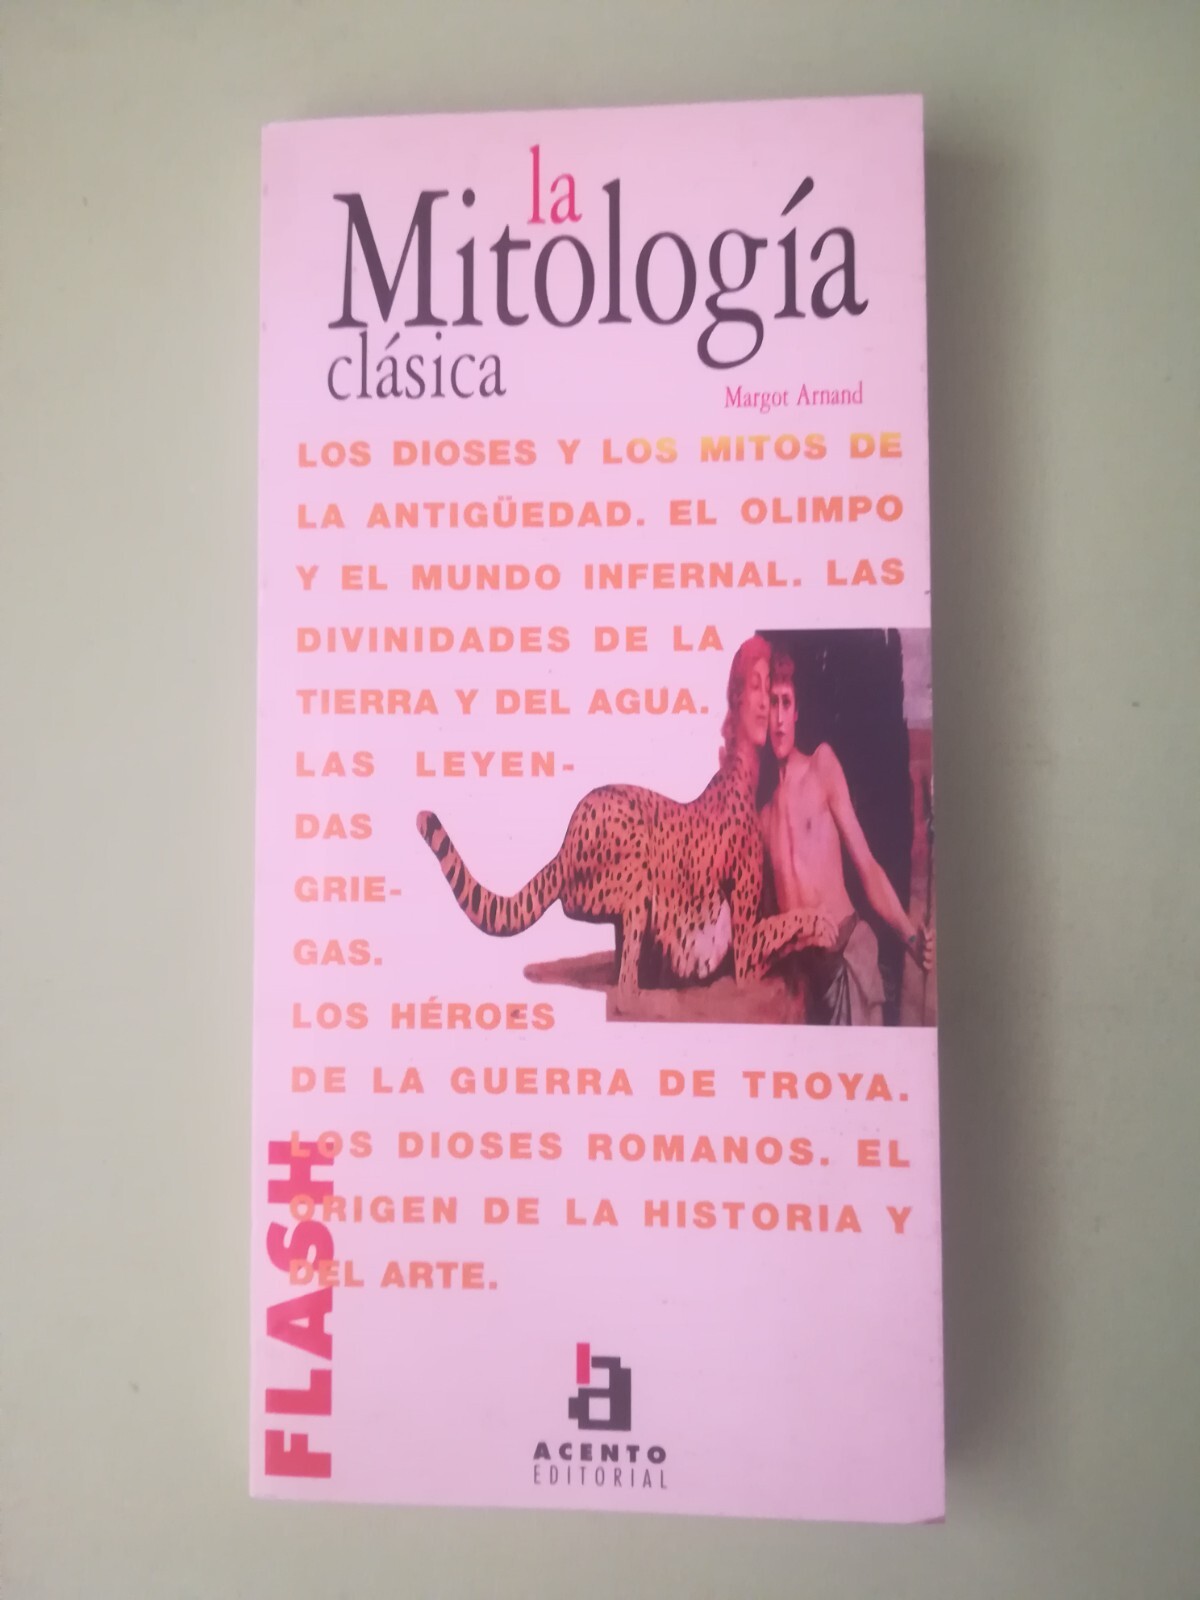 la
Mitología
clásica
Margot Arnand
LOS DIOSES Y LOS MITOS DE
LA ANTIGÜEDAD. EL OLIMPO
Y EL MUNDO INFERNAL. LAS
DIVINIDADES DE LA
TIERRA Y DEL AGUA.
LAS LEYEN-
DAS
GRIE-
GAS.
LOS HÉROES
DE LA GUERRA DE TROYA.
LOS DIOSES ROMANOS. EL
ORIGEN DE LA HISTORIA Y
DEL ARTE.
FLASH
a
ACENTO
EDITORIAL